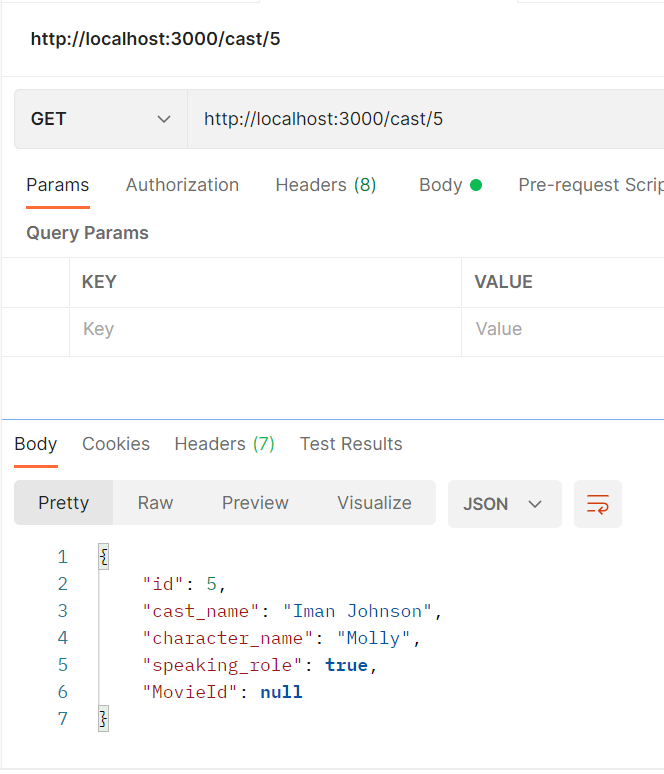 http://localhost:3000/cast/5
GET http://localhost:3000/cast/5
Params Authorization Headers (8) Body Pre-request Scrip
Query Params
KEY VALUE
Key Value
Body Cookies Headers (7) Test Results
Pretty Raw Preview Visualize JSON
1 {
2 "id": 5,
3 "cast_name": "Iman Johnson",
4 "character_name": "Molly",
5 "speaking_role": true,
6 "MovieId": null
7 }